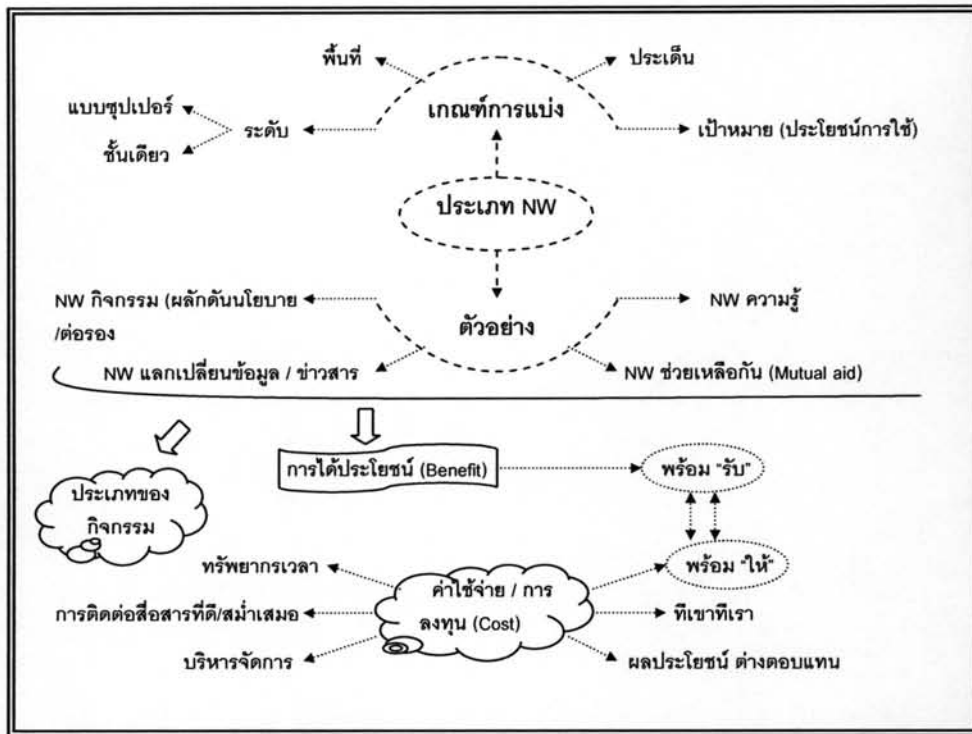 พื้นที่
ประเด็น
แบบซุปเปอร์
ระดับ
เกณฑ์การแบ่ง
เป้าหมาย (ประโยชน์การใช้)
ชั้นเดียว
ประเภท NW
NW กิจกรรม (ผลักดันนโยบาย
/ต่อรอง
ตัวอย่าง
NW ความรู้
NW แลกเปลี่ยนข้อมูล / ข่าวสาร
NW ช่วยเหลือกัน (Mutual aid)
การได้ประโยชน์ (Benefit)
พร้อม "รับ"
ประเภทของ
กิจกรรม
ทรัพยากรเวลา
ค่าใช้จ่าย / การ
ลงทุน (Cost)
พร้อม "ให้"
การติดต่อสื่อสารที่ดี/สม่ำเสมอ
ทีเขาทีเรา
บริหารจัดการ
ผลประโยชน์ ต่างตอบแทน